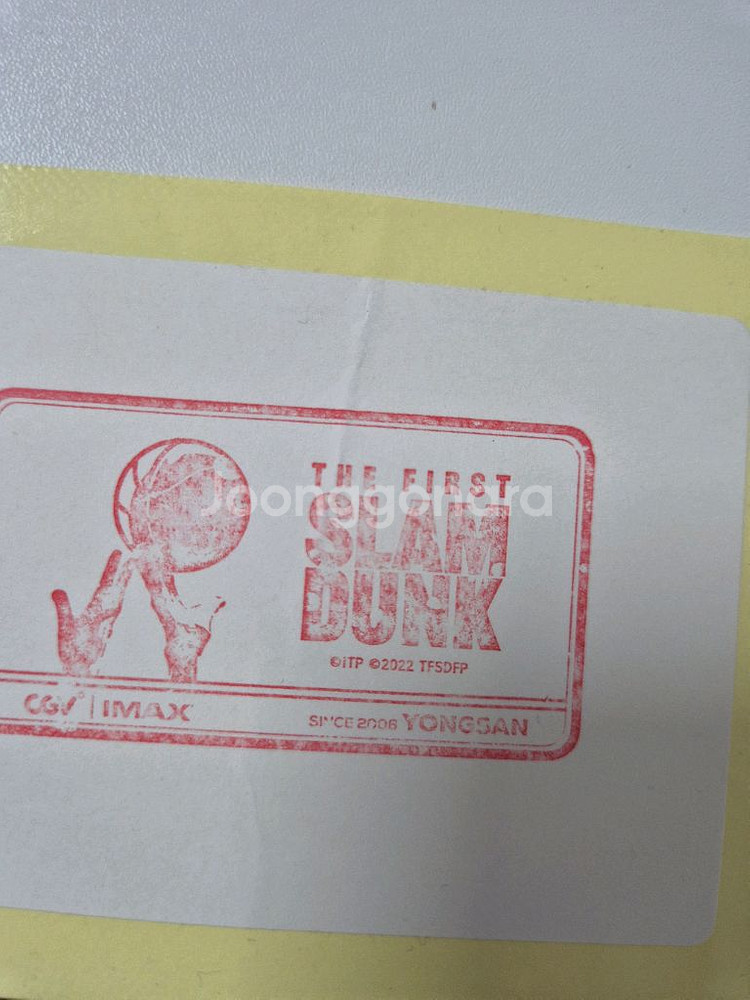 THE FIRST
SLAM
DUNK
©iTP ©2022 TFSDFP
CGV | IMAX
SINCE 2006 YONGSAN
Joonggonara